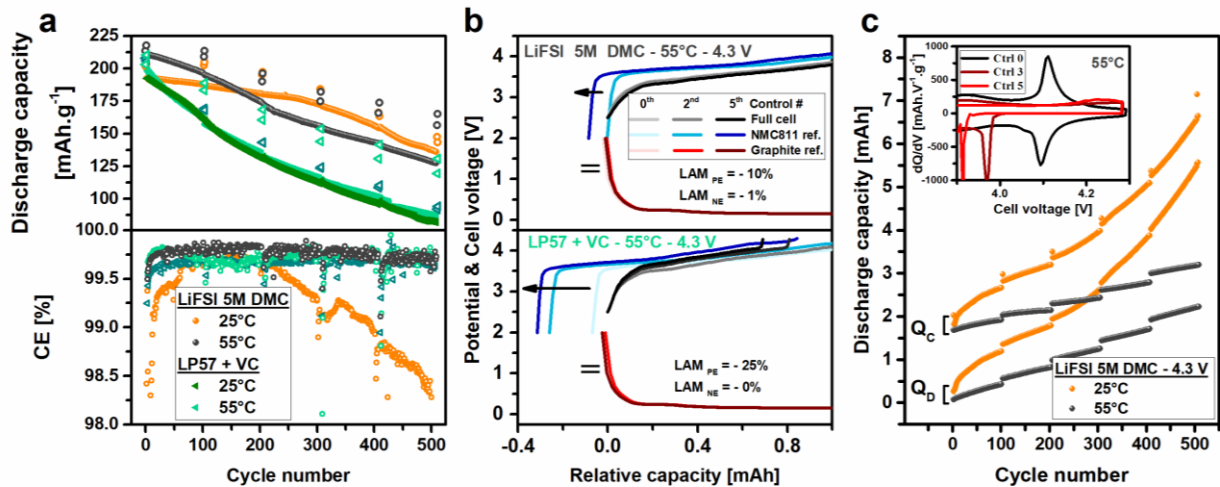 a
Discharge capacity
[mAh.g⁻¹]
225
200
175
150
125
100
100.0
99.5
99.0
98.5
98.0
CE [%]
LiFSI 5M DMC
25°C
55°C
LP57 + VC
25°C
55°C
0 100 200 300 400 500
Cycle number
b
Potential & Cell voltage [V]
4
3
2
1
0
4
3
2
1
0
LiFSI 5M DMC - 55°C - 4.3 V
0th 2nd 5th Control #
Full cell
NMC811 ref.
Graphite ref.
LAM PE = - 10%
LAM NE = - 1%
LP57 + VC - 55°C - 4.3 V
LAM PE = - 25%
LAM NE = - 0%
-0.4 0.0 0.4 0.8
Relative capacity [mAh]
c
Discharge capacity [mAh]
8
7
6
5
4
3
2
1
0
dQ/dV [mAh.V⁻¹.g⁻¹]
1000
500
0
-500
-1000
Ctrl 0
Ctrl 3
Ctrl 5
55°C
4.0 4.2
Cell voltage [V]
QC
QD
LiFSI 5M DMC - 4.3 V
25°C
55°C
0 100 200 300 400 500
Cycle number